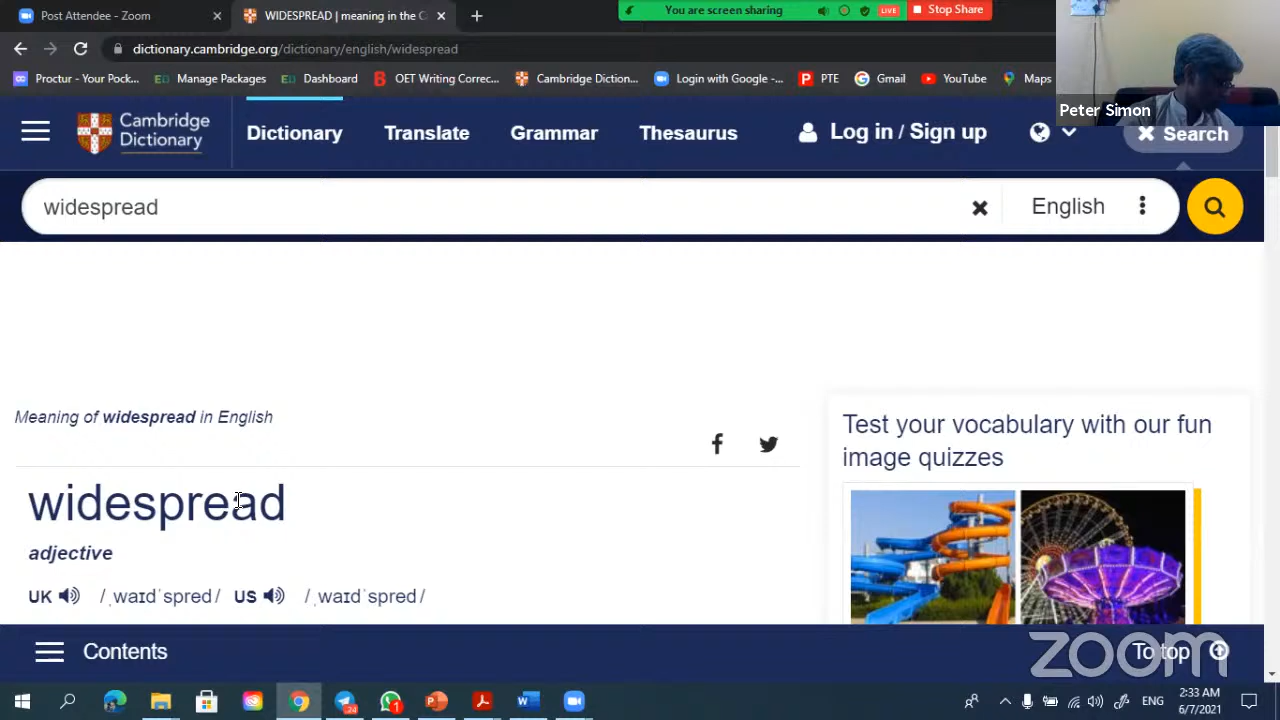 Post Attendee - Zoom
WIDESPREAD | meaning in the C
You are screen sharing
LIVE
Stop Share
dictionary.cambridge.org/dictionary/english/widespread
Proctur - Your Pock...
Manage Packages
Dashboard
OET Writing Correc...
Cambridge Diction...
Login with Google -...
PTE
Gmail
YouTube
Maps
Peter Simon
Cambridge
Dictionary
Dictionary
Translate
Grammar
Thesaurus
Log in / Sign up
Search
widespread
English
Meaning of widespread in English
Test your vocabulary with our fun
image quizzes
widespread
adjective
UK /ˌwaɪdˈspred/ US /ˌwaɪdˈspred/
Contents
To top
zoom
24
1
ENG
2:33 AM
6/7/2021